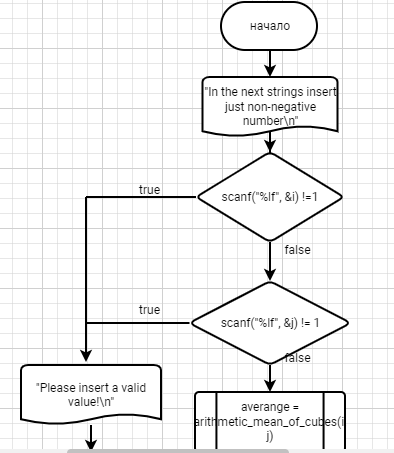 начало
"In the next strings insert
just non-negative
number\n"
true
scanf("%lf", &i) !=1
false
true
scanf("%lf", &j) != 1
false
"Please insert a valid
value!\n"
averange =
arithmetic_mean_of_cubes(i,
j)